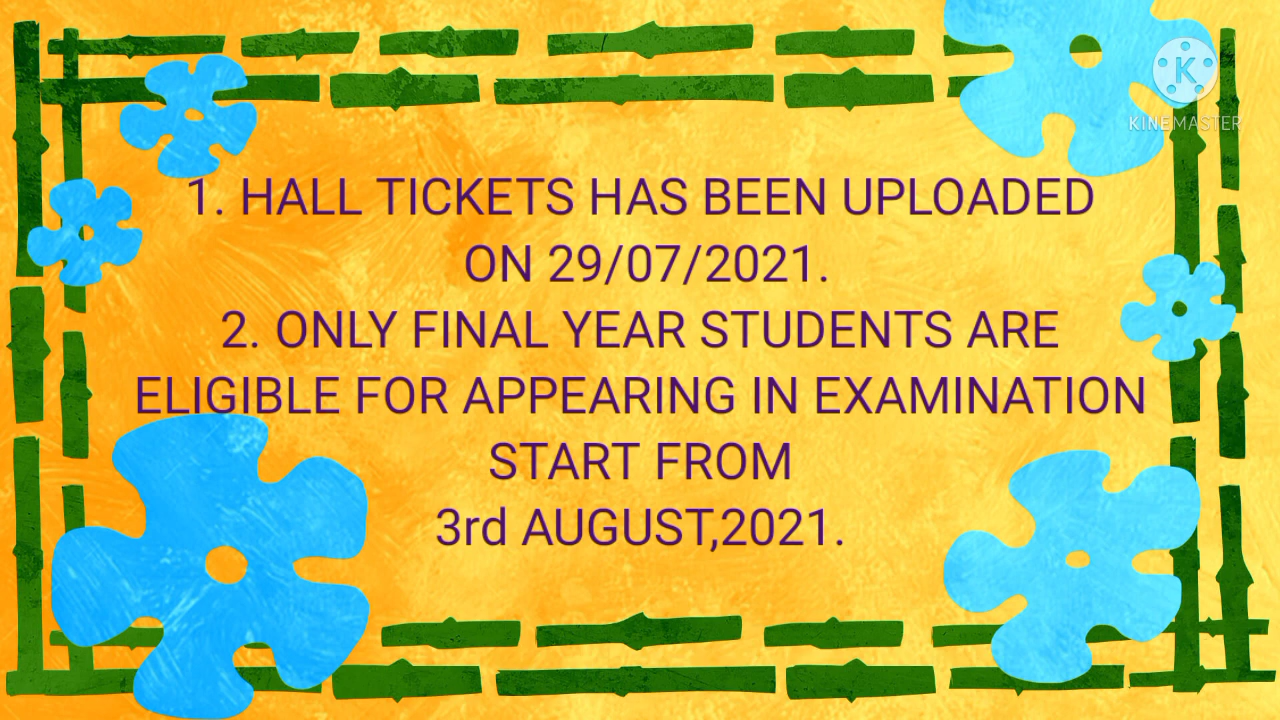 K
KINEMASTER
1. HALL TICKETS HAS BEEN UPLOADED
ON 29/07/2021.
2. ONLY FINAL YEAR STUDENTS ARE
ELIGIBLE FOR APPEARING IN EXAMINATION
START FROM
3rd AUGUST,2021.